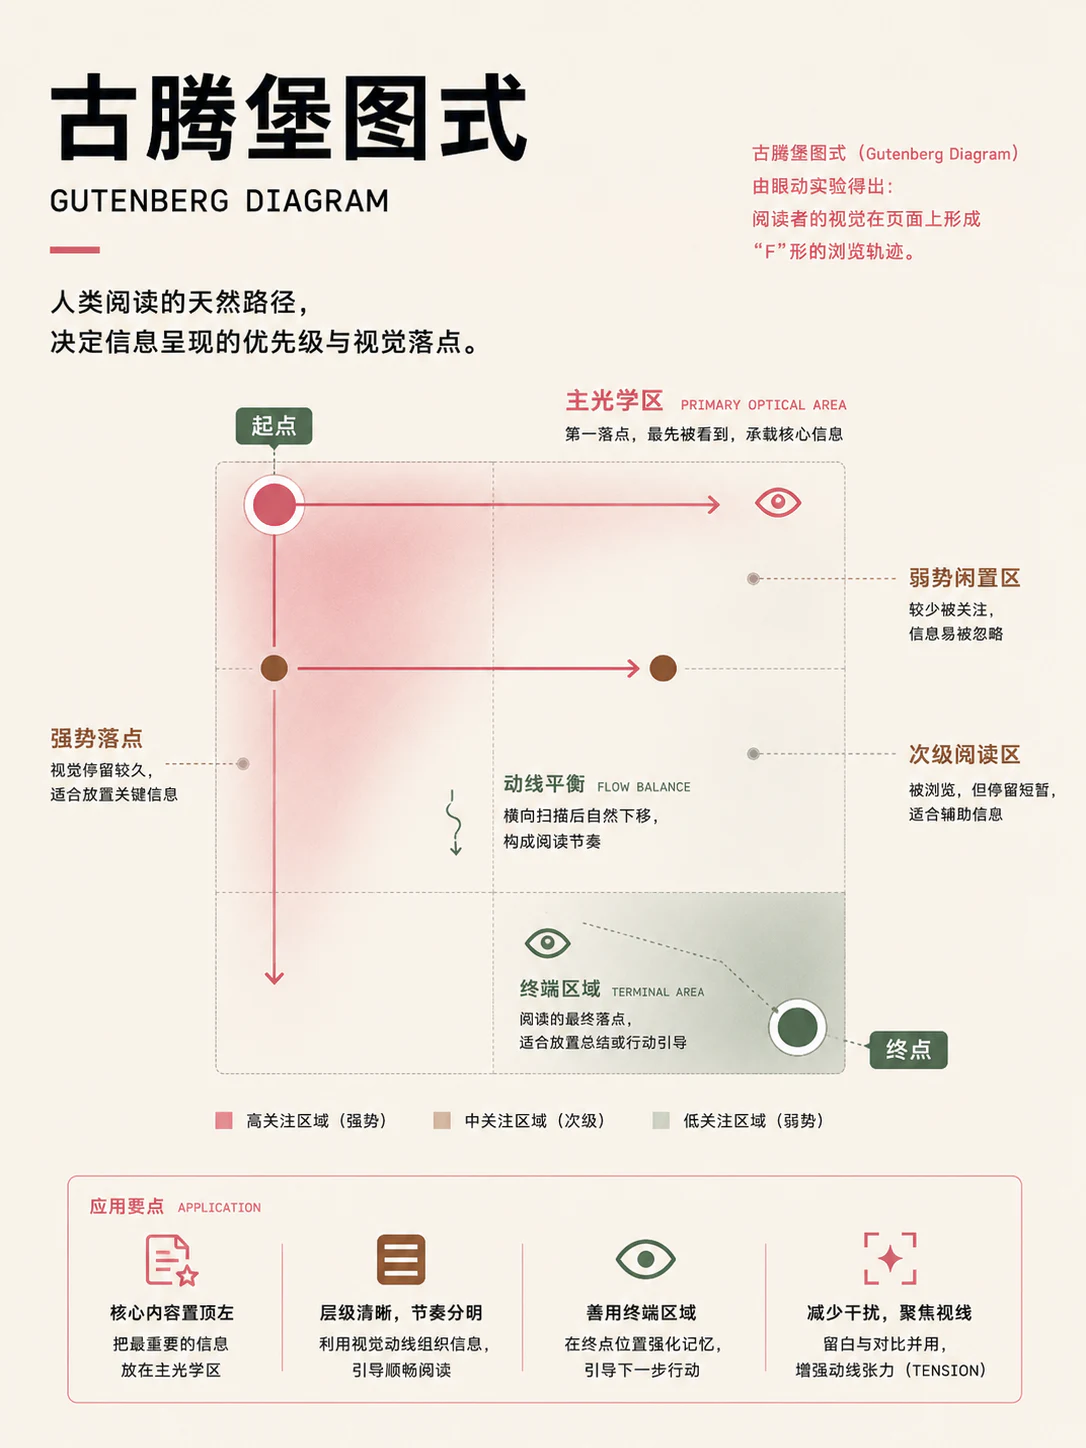 古腾堡图式
GUTENBERG DIAGRAM
古腾堡图式（Gutenberg Diagram）
由眼动实验得出：
阅读者的视觉在页面上形成
“F”形的浏览轨迹。
人类阅读的天然路径，
决定信息呈现的优先级与视觉落点。
主光学区 PRIMARY OPTICAL AREA
第一落点，最先被看到，承载核心信息
起点
弱势闲置区
较少被关注，
信息易被忽略
强势落点
视觉停留较久，
适合放置关键信息
次级阅读区
被浏览，但停留短暂，
适合辅助信息
动线平衡 FLOW BALANCE
横向扫描后自然下移，
构成阅读节奏
终端区域 TERMINAL AREA
阅读的最终落点，
适合放置总结或行动引导
终点
高关注区域（强势）
中关注区域（次级）
低关注区域（弱势）
应用要点 APPLICATION
核心内容置顶左
把最重要的信息
放在主光学区
层级清晰，节奏分明
利用视觉动线组织信息，
引导顺畅阅读
善用终端区域
在终点位置强化记忆，
引导下一步行动
减少干扰，聚焦视线
留白与对比并用，
增强动线张力（TENSION）